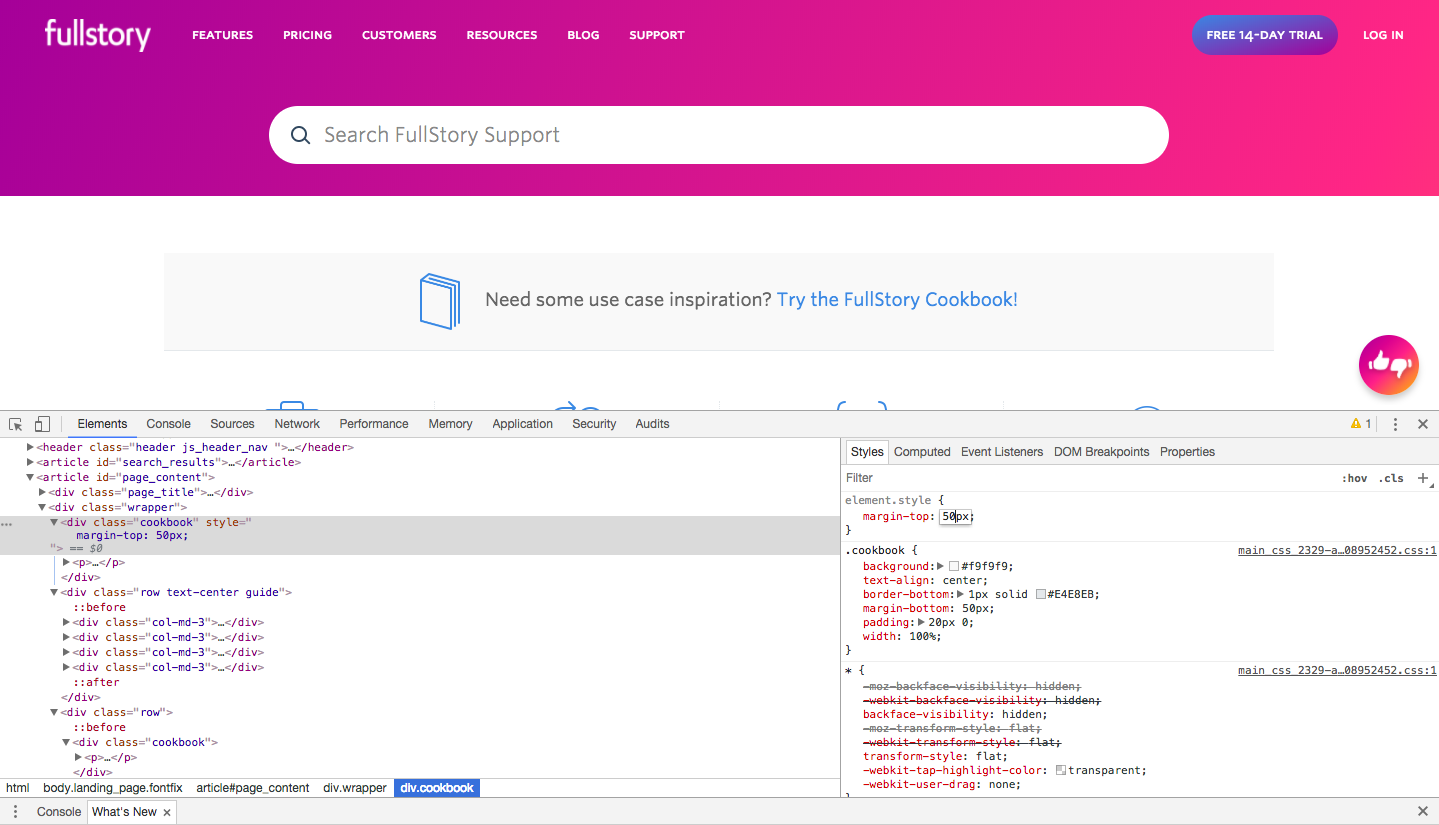 fullstory FEATURES PRICING CUSTOMERS RESOURCES BLOG SUPPORT FREE 14-DAY TRIAL LOG IN
Search FullStory Support
Need some use case inspiration? Try the FullStory Cookbook!
Elements Console Sources Network Performance Memory Application Security Audits 1
<header class="header js_header_nav ">…</header>
<article id="search_results">…</article>
<article id="page_content">
<div class="page_title">…</div>
<div class="wrapper">
<div class="cookbook" style="
margin-top: 50px;
"> == $0
<p>…</p>
</div>
<div class="row text-center guide">
::before
<div class="col-md-3">…</div>
<div class="col-md-3">…</div>
<div class="col-md-3">…</div>
<div class="col-md-3">…</div>
::after
</div>
<div class="row">
::before
<div class="cookbook">
<p>…</p>
</div>
html body.landing_page.fontfix article#page_content div.wrapper div.cookbook
Styles Computed Event Listeners DOM Breakpoints Properties
Filter :hov .cls +
element.style {
margin-top: 50px;
}
.cookbook { main_css_2329-a…08952452.css:1
background: #f9f9f9;
text-align: center;
border-bottom: 1px solid #E4E8EB;
margin-bottom: 50px;
padding: 20px 0;
width: 100%;
}
* { main_css_2329-a…08952452.css:1
-moz-backface-visibility: hidden;
-webkit-backface-visibility: hidden;
backface-visibility: hidden;
-moz-transform-style: flat;
-webkit-transform-style: flat;
transform-style: flat;
-webkit-tap-highlight-color: transparent;
-webkit-user-drag: none;
}
Console What's New